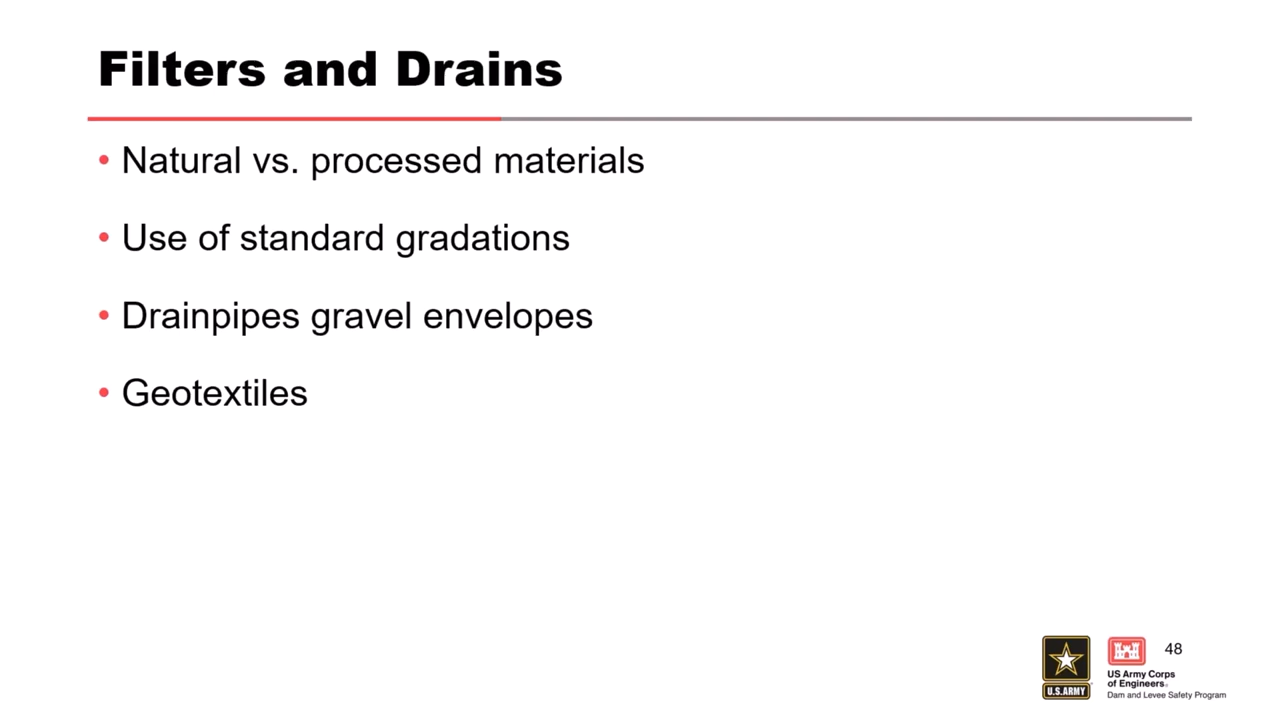 Filters and Drains
• Natural vs. processed materials
• Use of standard gradations
• Drainpipes gravel envelopes
• Geotextiles
48
U.S.ARMY
US Army Corps
of Engineers®
Dam and Levee Safety Program